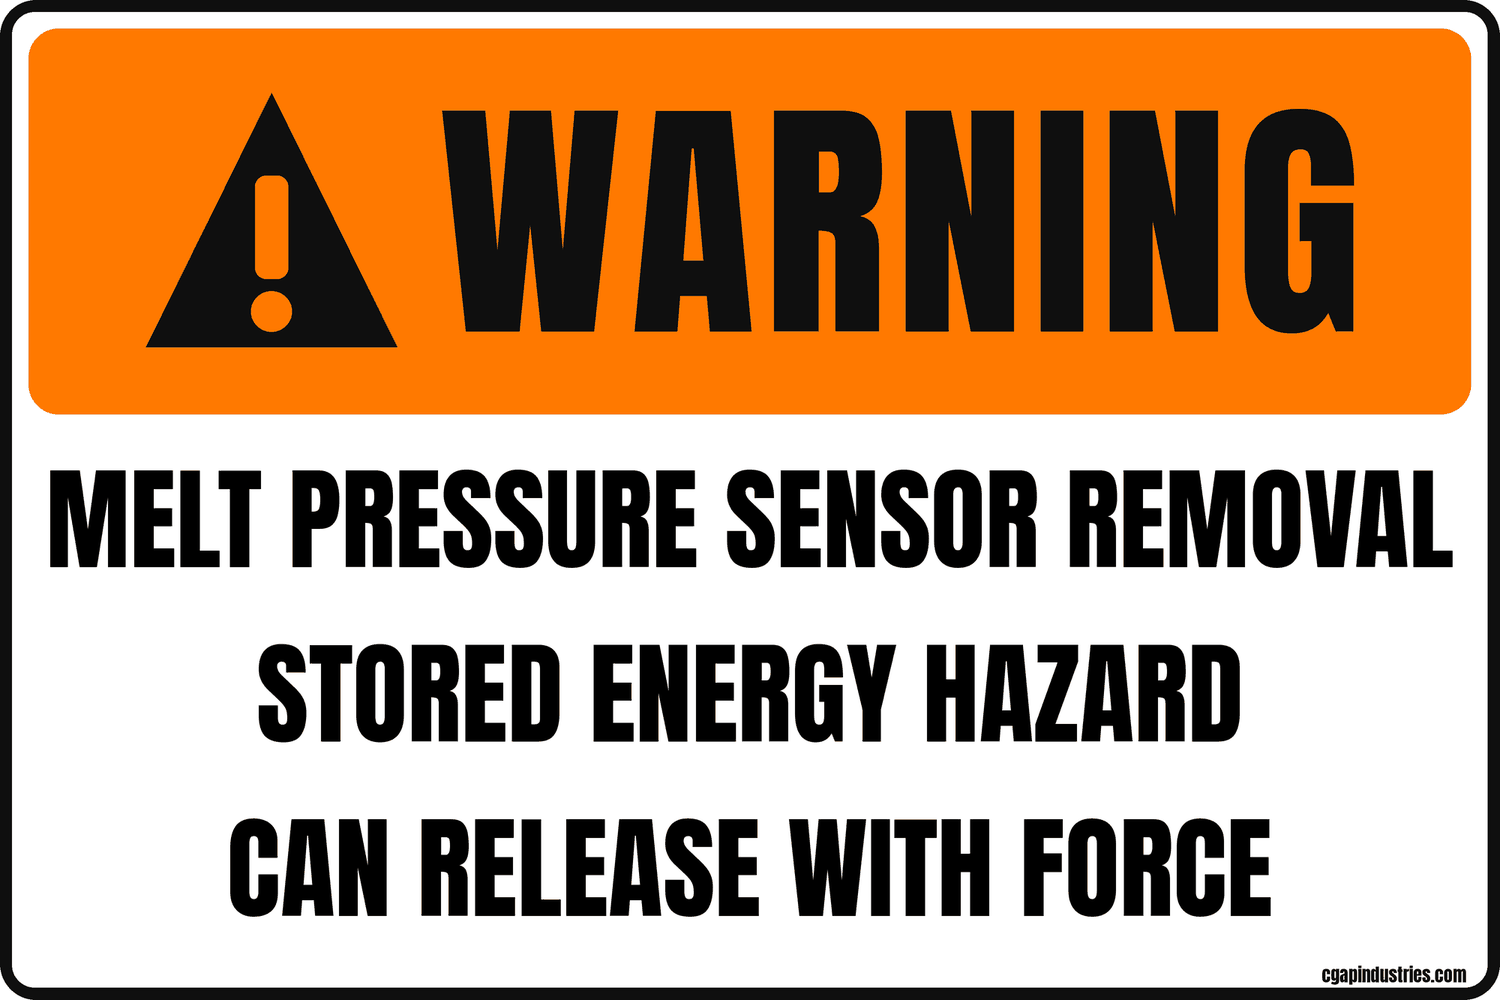 WARNING
MELT PRESSURE SENSOR REMOVAL
STORED ENERGY HAZARD
CAN RELEASE WITH FORCE
cgapindustries.com